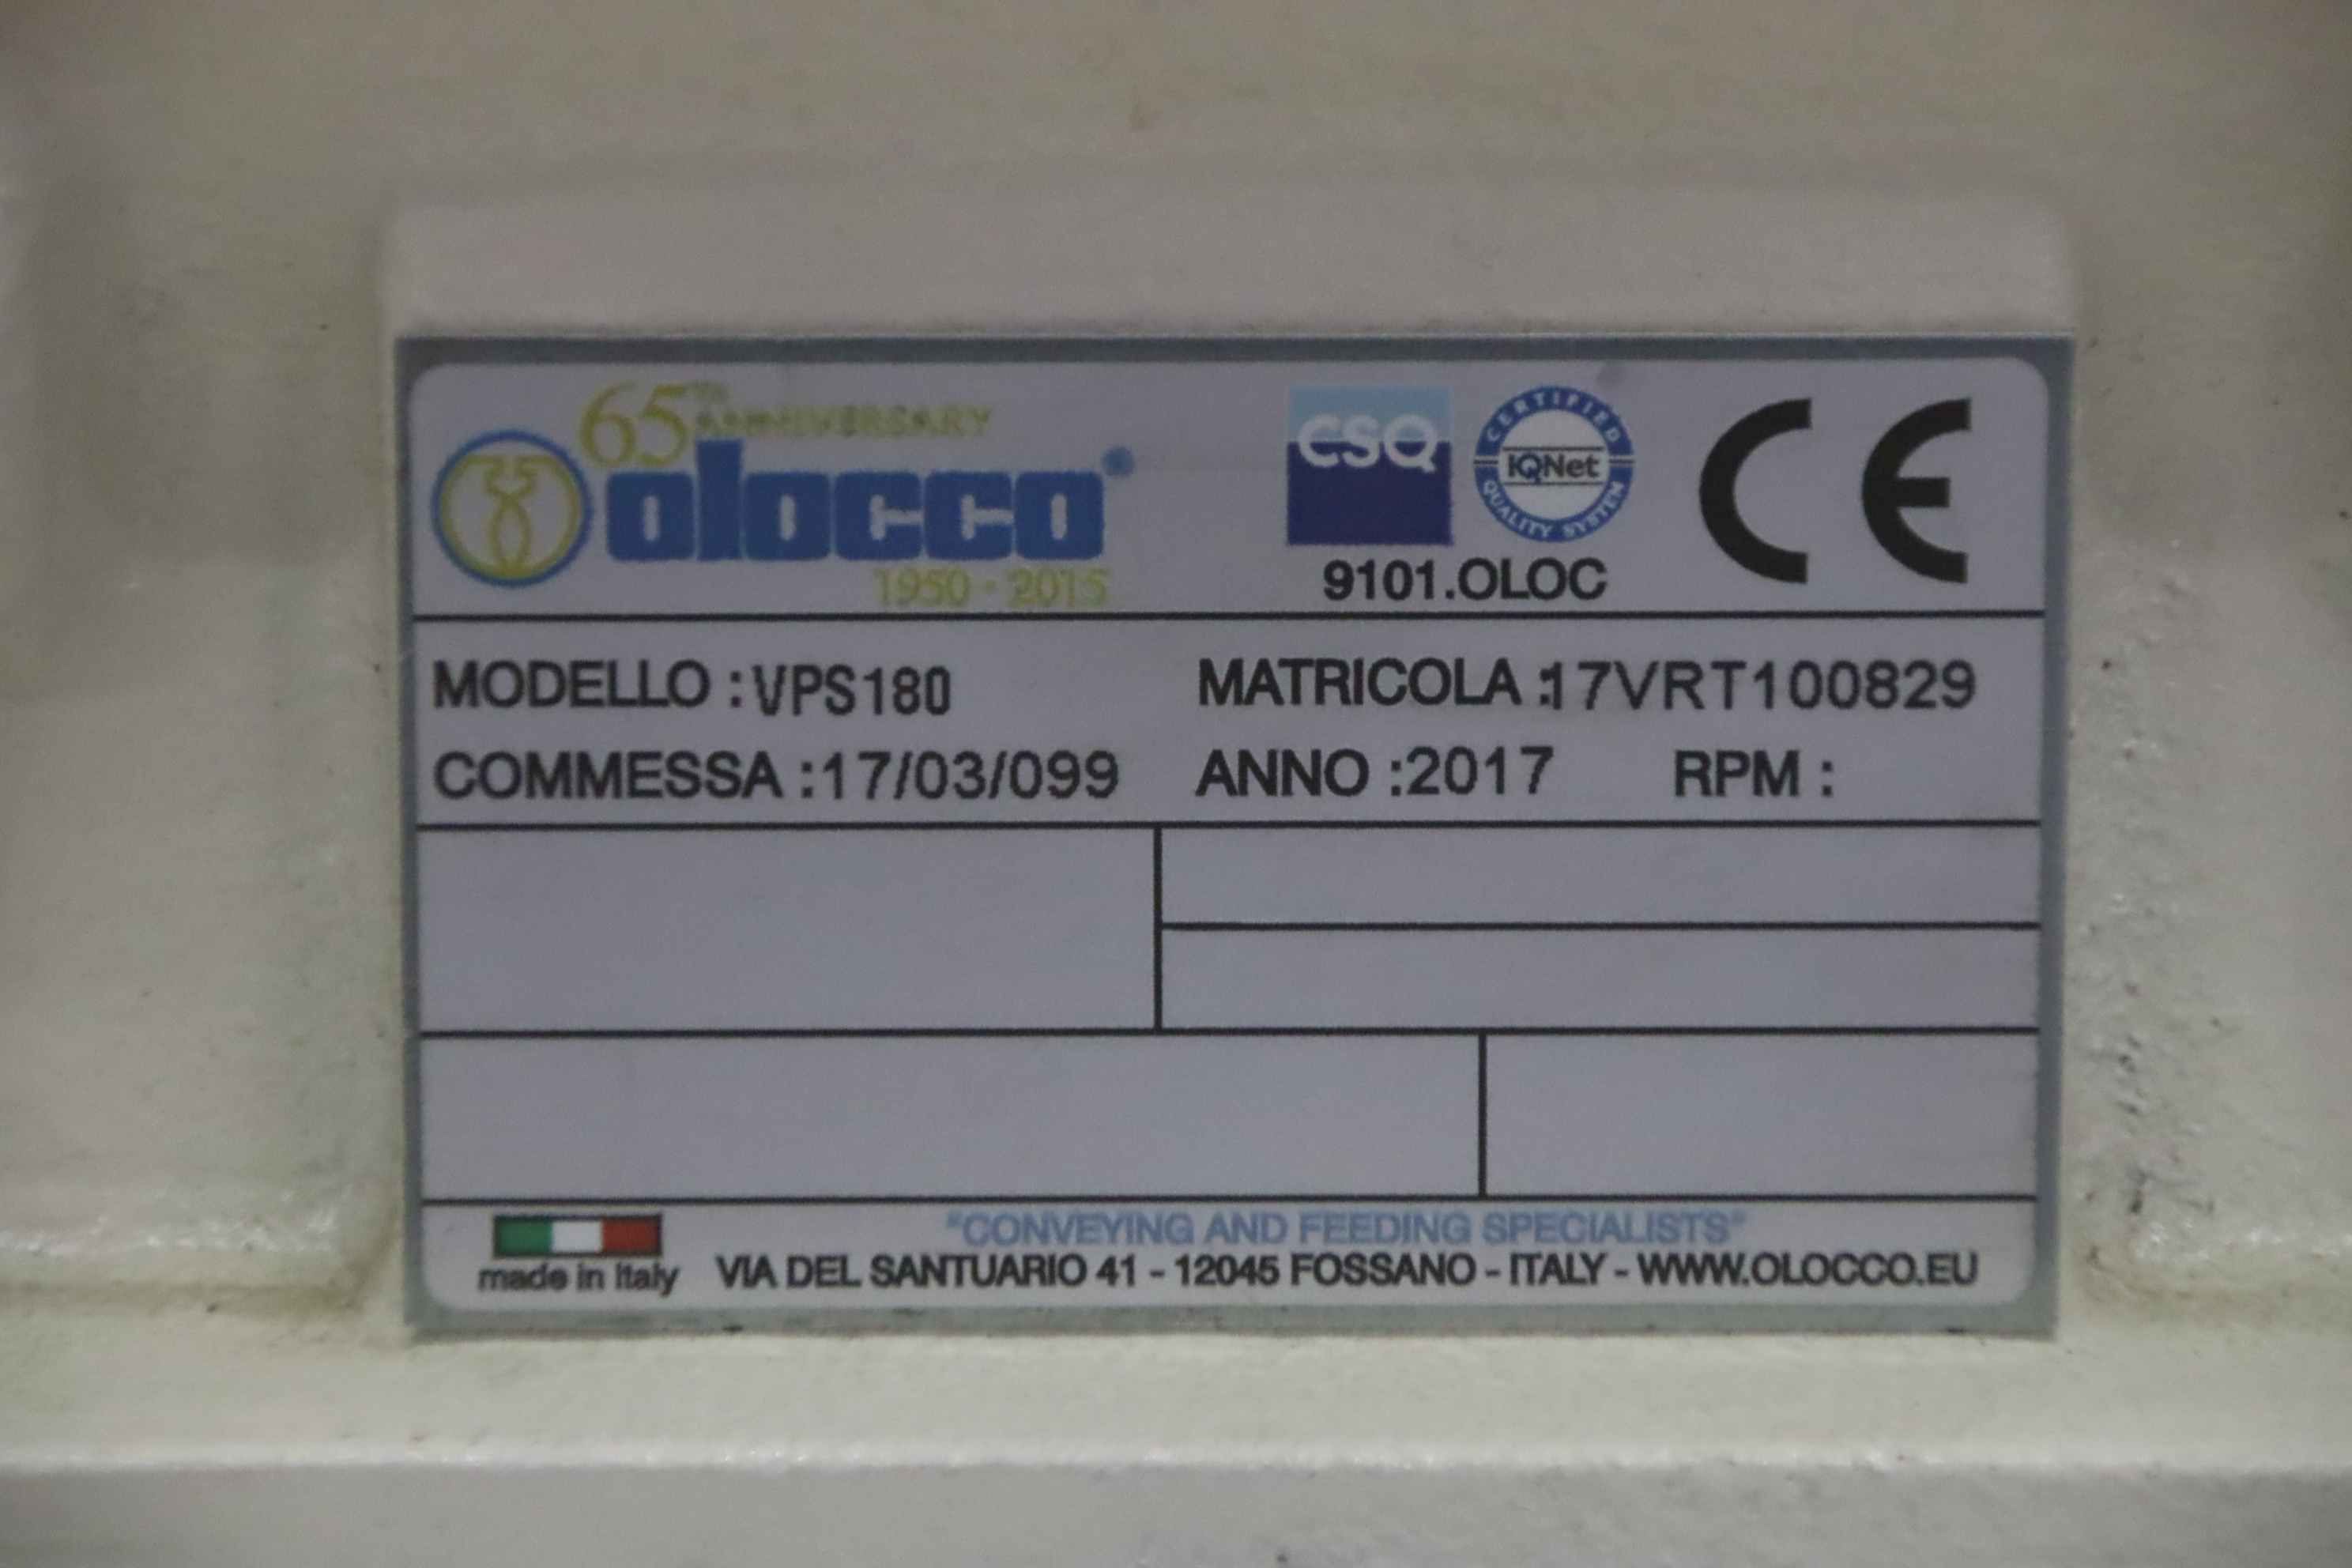 65TH ANNIVERSARY
olocco
1950 - 2015
CSQ
CERTIFIED
IQNet
QUALITY SYSTEM
9101.OLOC
CE
MODELLO :VPS180
MATRICOLA :17VRT100829
COMMESSA :17/03/099
ANNO :2017
RPM :
"CONVEYING AND FEEDING SPECIALISTS"
made in Italy
VIA DEL SANTUARIO 41 - 12045 FOSSANO - ITALY - WWW.OLOCCO.EU